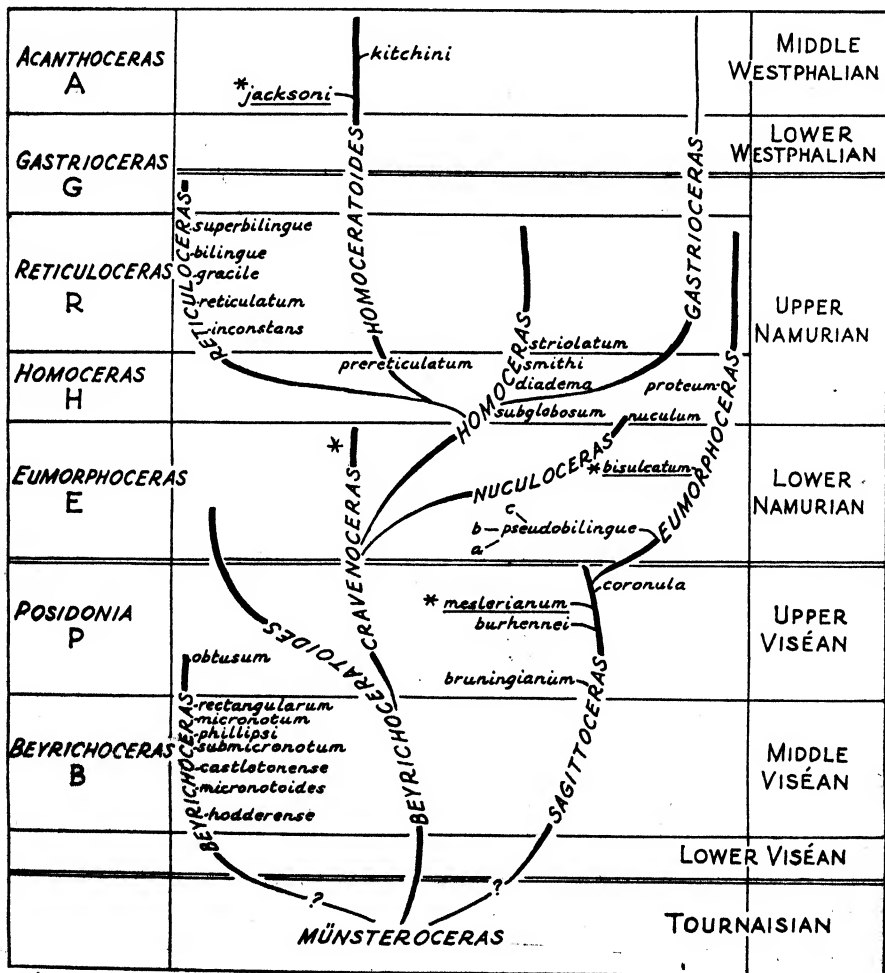 ACANTHOCERAS
A
kitchini
*jacksoni
MIDDLE
WESTPHALIAN
GASTRIOCERAS
G
LOWER
WESTPHALIAN
RETICULOCERAS
R
RETICULOCERAS
superbilingue
bilingue
gracile
reticulatum
inconstans
HOMOCERATOIDES
prereticulatum
GASTRIOCERAS
UPPER
NAMURIAN
HOMOCERAS
H
HOMOCERAS
striolatum
smithi
diadema
subglobosum
proteum
EUMORPHOCERAS
E
*
CRAVENOCERAS
NUCULOCERAS
nuculum
*bisulcatum
EUMORPHOCERAS
c
b-pseudobilingue
a
LOWER
NAMURIAN
POSIDONIA
P
BEYRICHOCERATOIDES
coronula
*meslerianum
burhennei
bruningianum
SAGITTOCERAS
UPPER
VISÉAN
BEYRICHOCERAS
B
BEYRICHOCERAS
obtusum
rectangularum
micronotum
phillipsi
submicronotum
castletonense
micronotoides
hodderense
MIDDLE
VISÉAN
LOWER VISÉAN
?
?
MÜNSTEROCERAS
TOURNAISIAN